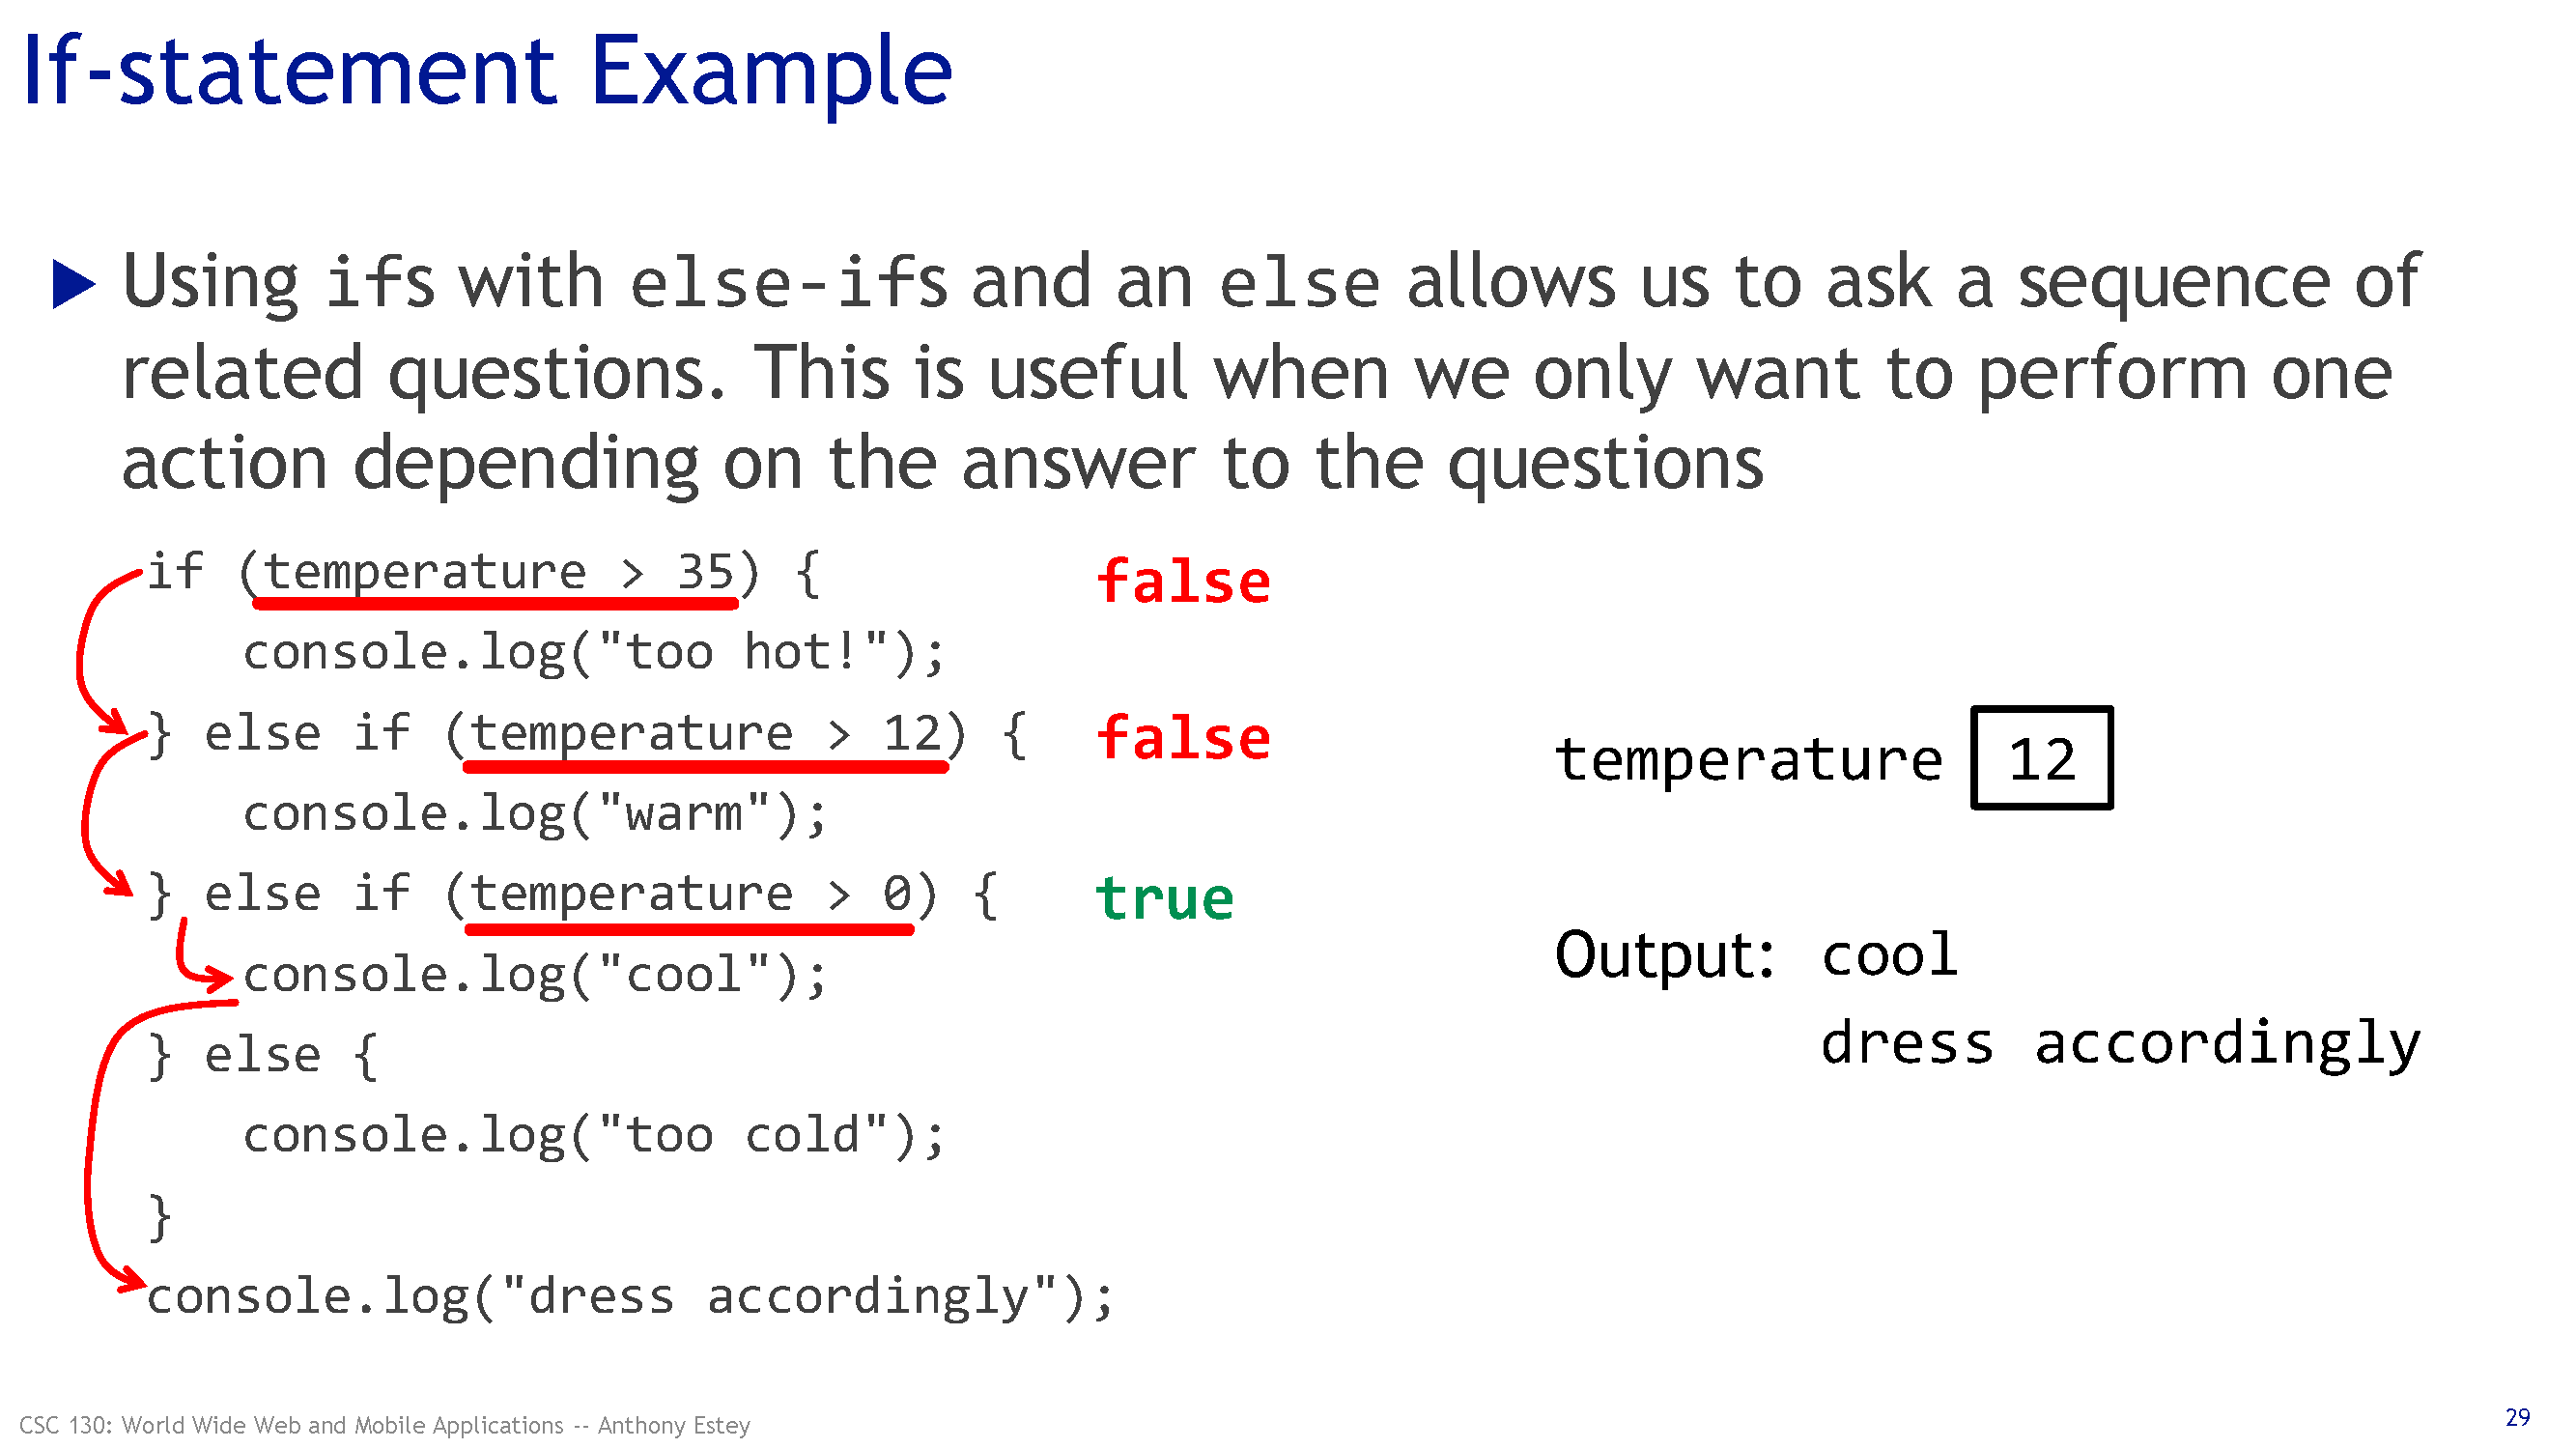 If-statement Example
▶ Using ifs with else-ifs and an else allows us to ask a sequence of
related questions. This is useful when we only want to perform one
action depending on the answer to the questions
if (temperature > 35) { false
console.log("too hot!");
} else if (temperature > 12) { false
console.log("warm");
} else if (temperature > 0) { true
console.log("cool");
} else {
console.log("too cold");
}
console.log("dress accordingly");
temperature 12
Output: cool
dress accordingly
CSC 130: World Wide Web and Mobile Applications -- Anthony Estey
29